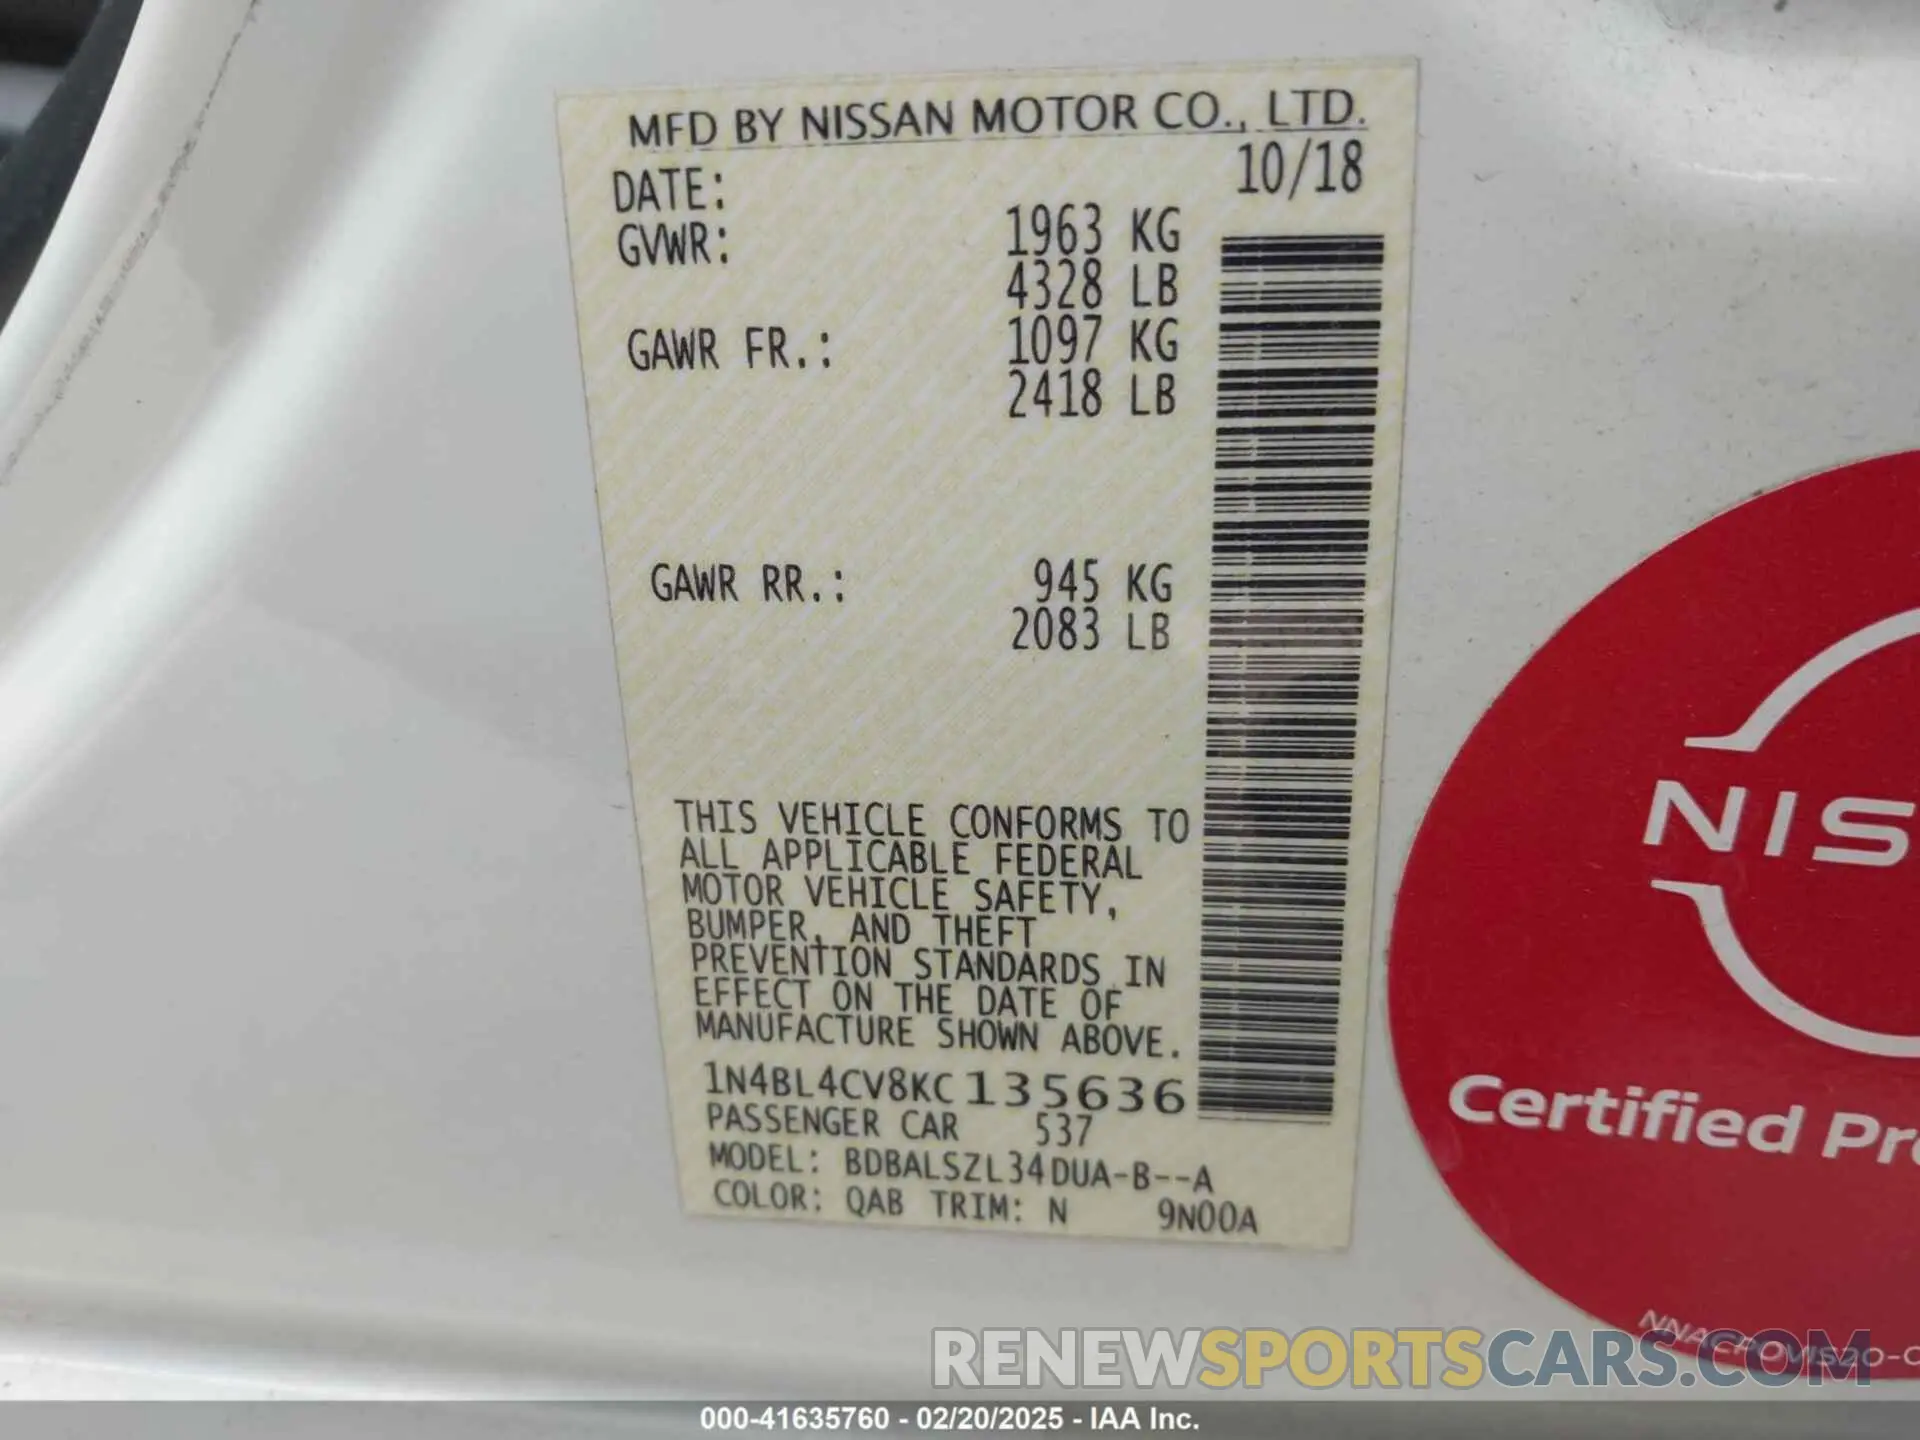 MFD BY NISSAN MOTOR CO., LTD.
DATE: 10/18
GVWR: 1963 KG
4328 LB
GAWR FR.: 1097 KG
2418 LB
GAWR RR.: 945 KG
2083 LB
THIS VEHICLE CONFORMS TO
ALL APPLICABLE FEDERAL
MOTOR VEHICLE SAFETY,
BUMPER, AND THEFT
PREVENTION STANDARDS IN
EFFECT ON THE DATE OF
MANUFACTURE SHOWN ABOVE.
1N4BL4CV8KC135636
PASSENGER CAR 537
MODEL: BDBALSZL34DUA-B--A
COLOR: QAB TRIM: N 9N00A
NIS
Certified Pr
NNACPOVIS20-0
RENEWSPORTSCARS.COM
000-41635760 - 02/20/2025 - IAA Inc.